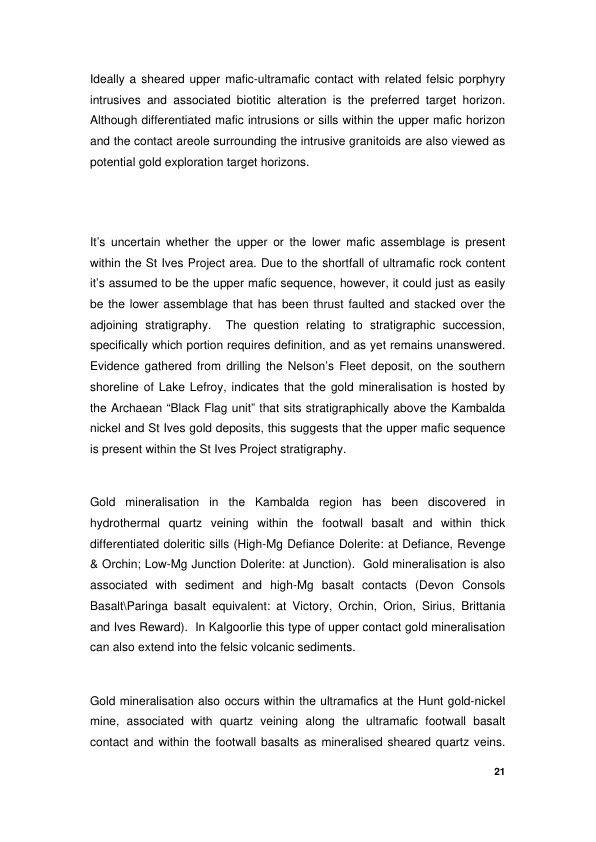 Ideally a sheared upper mafic-ultramafic contact with related felsic porphyry
intrusives and associated biotitic alteration is the preferred target horizon.
Although differentiated mafic intrusions or sills within the upper mafic horizon
and the contact areole surrounding the intrusive granitoids are also viewed as
potential gold exploration target horizons.
It's uncertain whether the upper or the lower mafic assemblage is present
within the St Ives Project area. Due to the shortfall of ultramafic rock content
it's assumed to be the upper mafic sequence, however, it could just as easily
be the lower assemblage that has been thrust faulted and stacked over the
adjoining stratigraphy.  The question relating to stratigraphic succession,
specifically which portion requires definition, and as yet remains unanswered.
Evidence gathered from drilling the Nelson's Fleet deposit, on the southern
shoreline of Lake Lefroy, indicates that the gold mineralisation is hosted by
the Archaean “Black Flag unit” that sits stratigraphically above the Kambalda
nickel and St Ives gold deposits, this suggests that the upper mafic sequence
is present within the St Ives Project stratigraphy.
Gold mineralisation in the Kambalda region has been discovered in
hydrothermal quartz veining within the footwall basalt and within thick
differentiated doleritic sills (High-Mg Defiance Dolerite: at Defiance, Revenge
& Orchin; Low-Mg Junction Dolerite: at Junction).  Gold mineralisation is also
associated with sediment and high-Mg basalt contacts (Devon Consols
Basalt\Paringa basalt equivalent: at Victory, Orchin, Orion, Sirius, Brittania
and Ives Reward).  In Kalgoorlie this type of upper contact gold mineralisation
can also extend into the felsic volcanic sediments.
Gold mineralisation also occurs within the ultramafics at the Hunt gold-nickel
mine, associated with quartz veining along the ultramafic footwall basalt
contact and within the footwall basalts as mineralised sheared quartz veins.
21